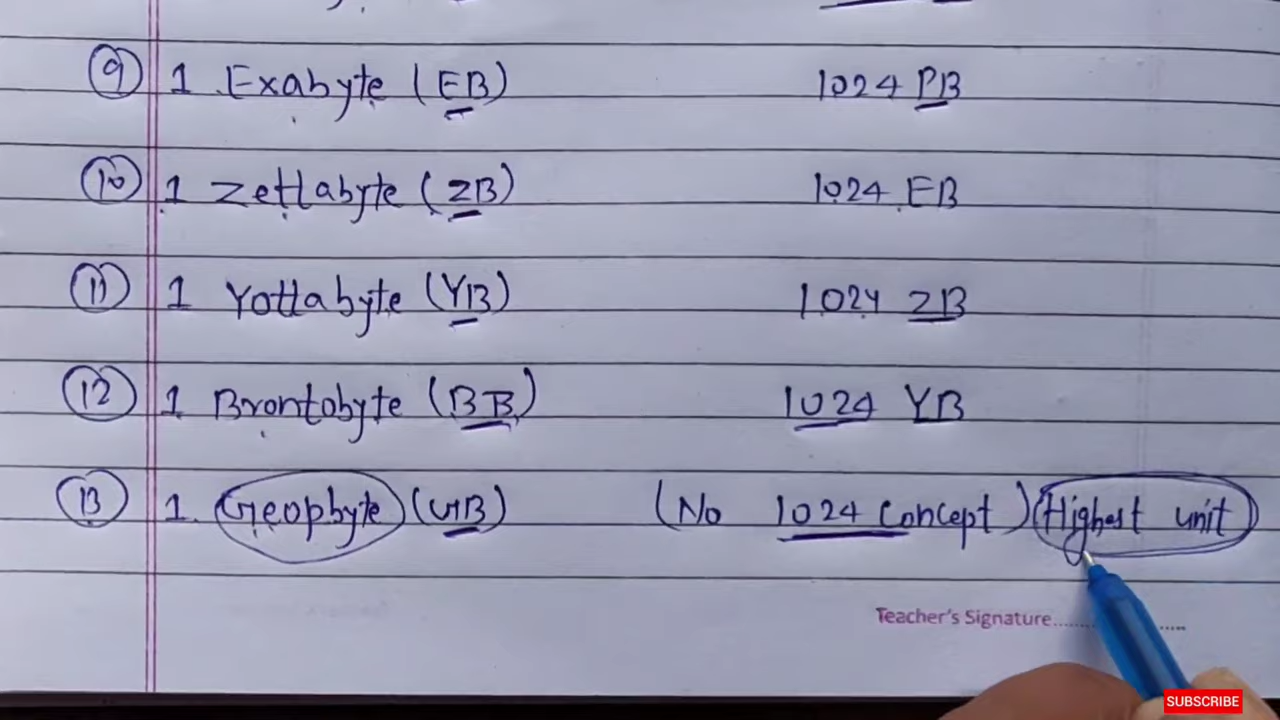 9 1 Exabyte (EB) 1024 PB
10 1 Zettabyte (ZB) 1024 EB
11 1 Yottabyte (YB) 1024 ZB
12 1 Brontobyte (BB) 1024 YB
13 1. Geopbyte (GB) (No 1024 Concept) (Highest unit)
Teacher's Signature..............
SUBSCRIBE